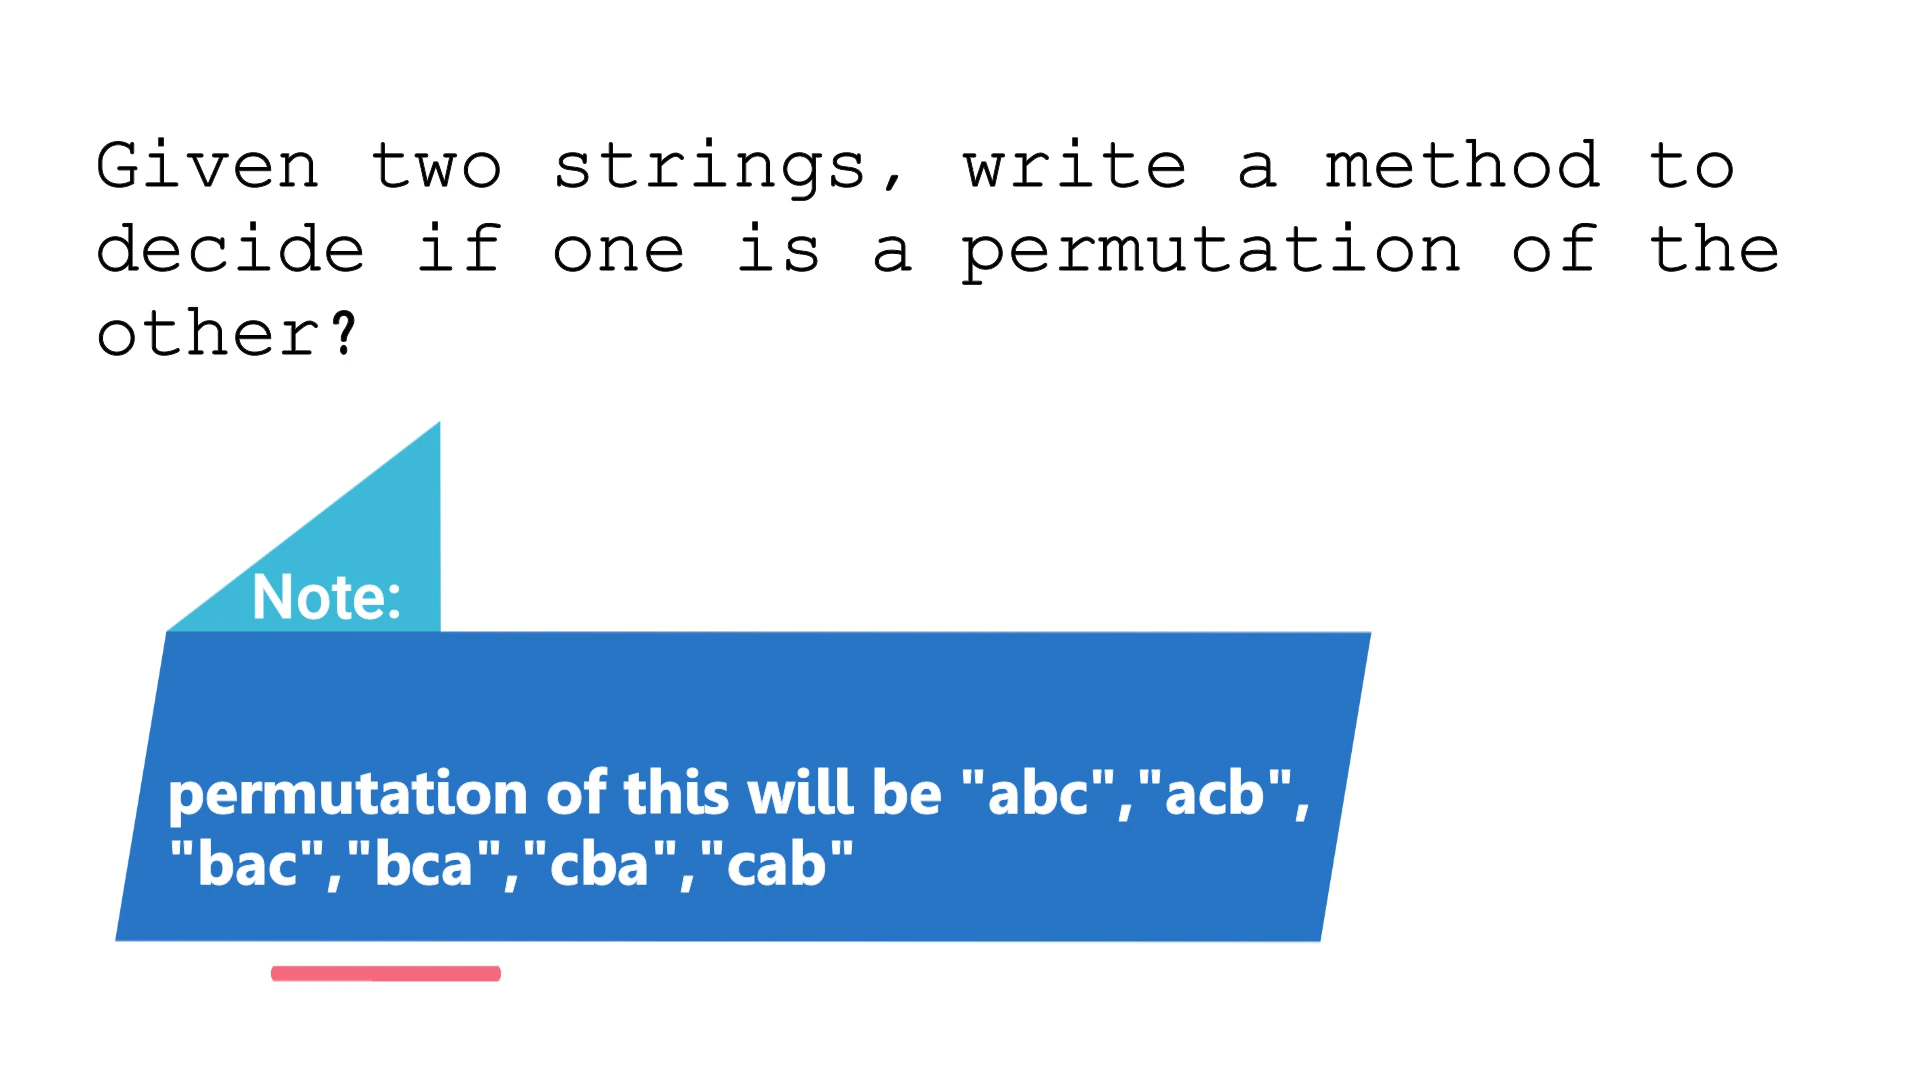 Given two strings, write a method to
decide if one is a permutation of the
other?
Note:
permutation of this will be "abc","acb",
"bac","bca","cba","cab"